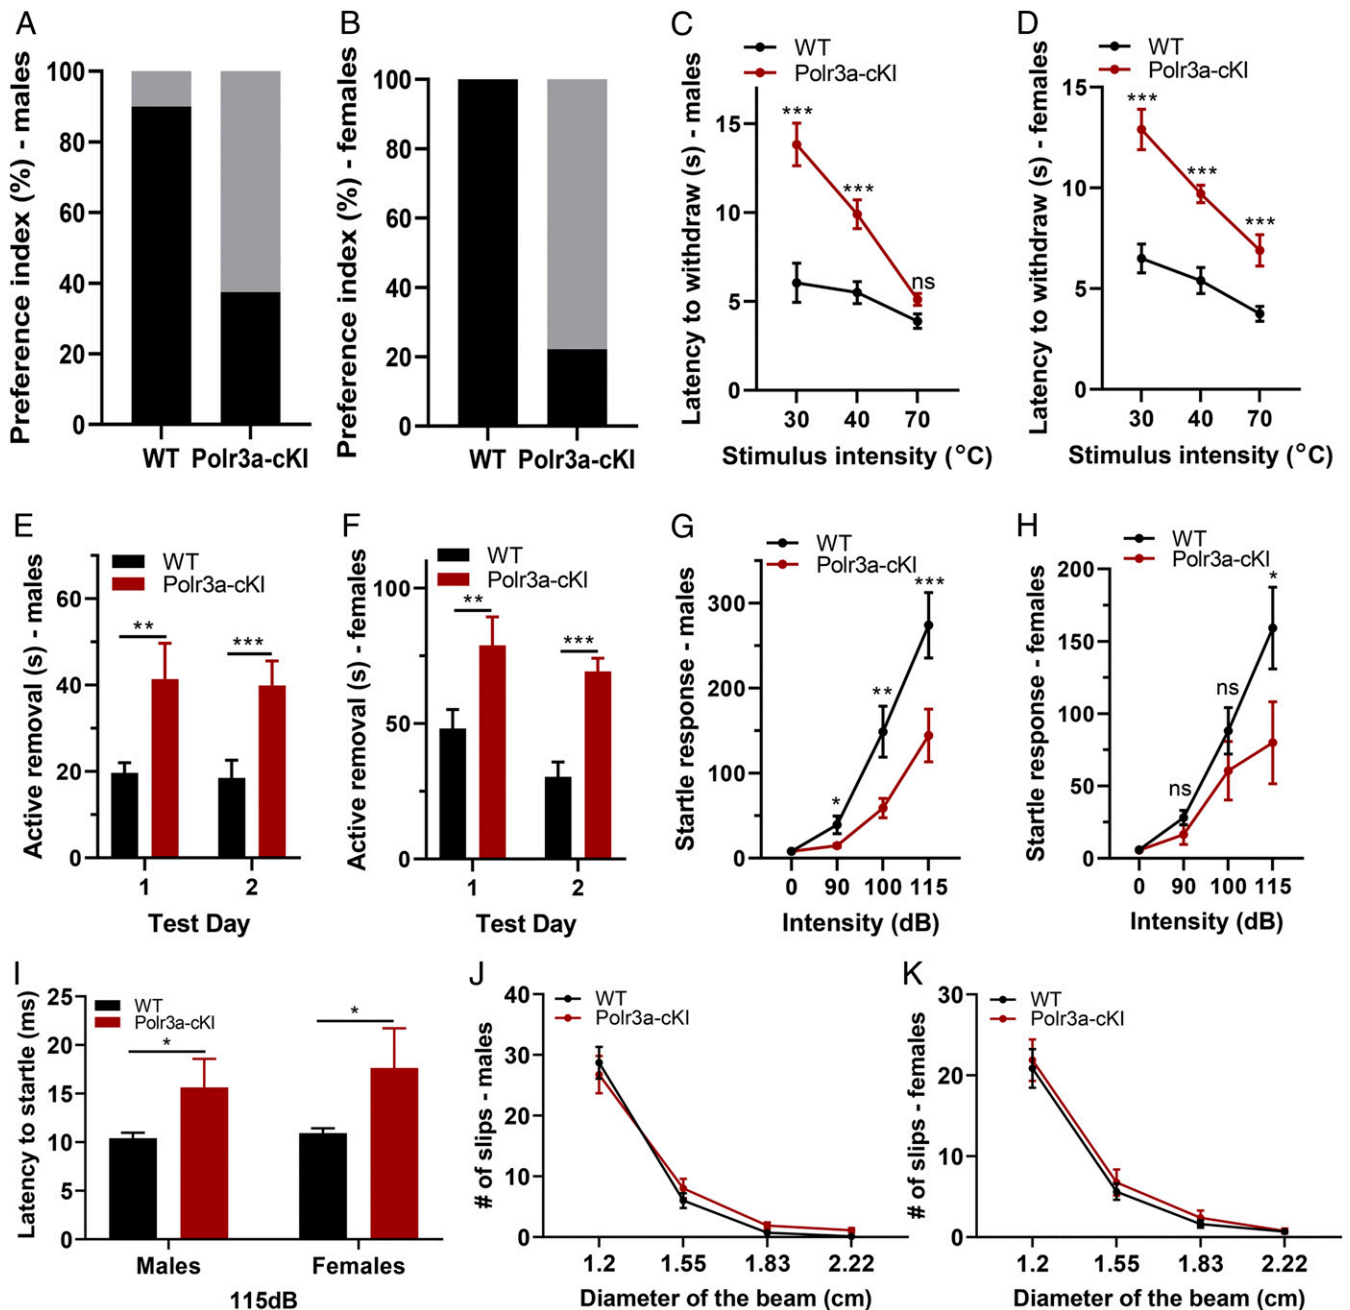 A
Preference index (%) - males
100
80
60
40
20
0
WT Polr3a-cKI
B
Preference index (%) - females
100
80
60
40
20
0
WT Polr3a-cKI
C
WT
Polr3a-cKI
Latency to withdraw (s) - males
15
10
5
0
***
***
ns
30 40 70
Stimulus intensity (°C)
D
WT
Polr3a-cKI
Latency to withdraw (s) - females
15
10
5
0
***
***
***
30 40 70
Stimulus intensity (°C)
E
WT
Polr3a-cKI
Active removal (s) - males
60
40
20
0
**
***
1 2
Test Day
F
WT
Polr3a-cKI
Active removal (s) - females
100
50
0
**
***
1 2
Test Day
G
WT
Polr3a-cKI
Startle response - males
300
200
100
0
*
**
***
0 90 100 115
Intensity (dB)
H
WT
Polr3a-cKI
Startle response - females
200
150
100
50
0
ns
ns
*
0 90 100 115
Intensity (dB)
I
WT
Polr3a-cKI
Latency to startle (ms)
25
20
15
10
5
0
*
*
Males Females
115dB
J
WT
Polr3a-cKI
# of slips - males
40
30
20
10
0
1.2 1.55 1.83 2.22
Diameter of the beam (cm)
K
WT
Polr3a-cKI
# of slips - females
30
20
10
0
1.2 1.55 1.83 2.22
Diameter of the beam (cm)